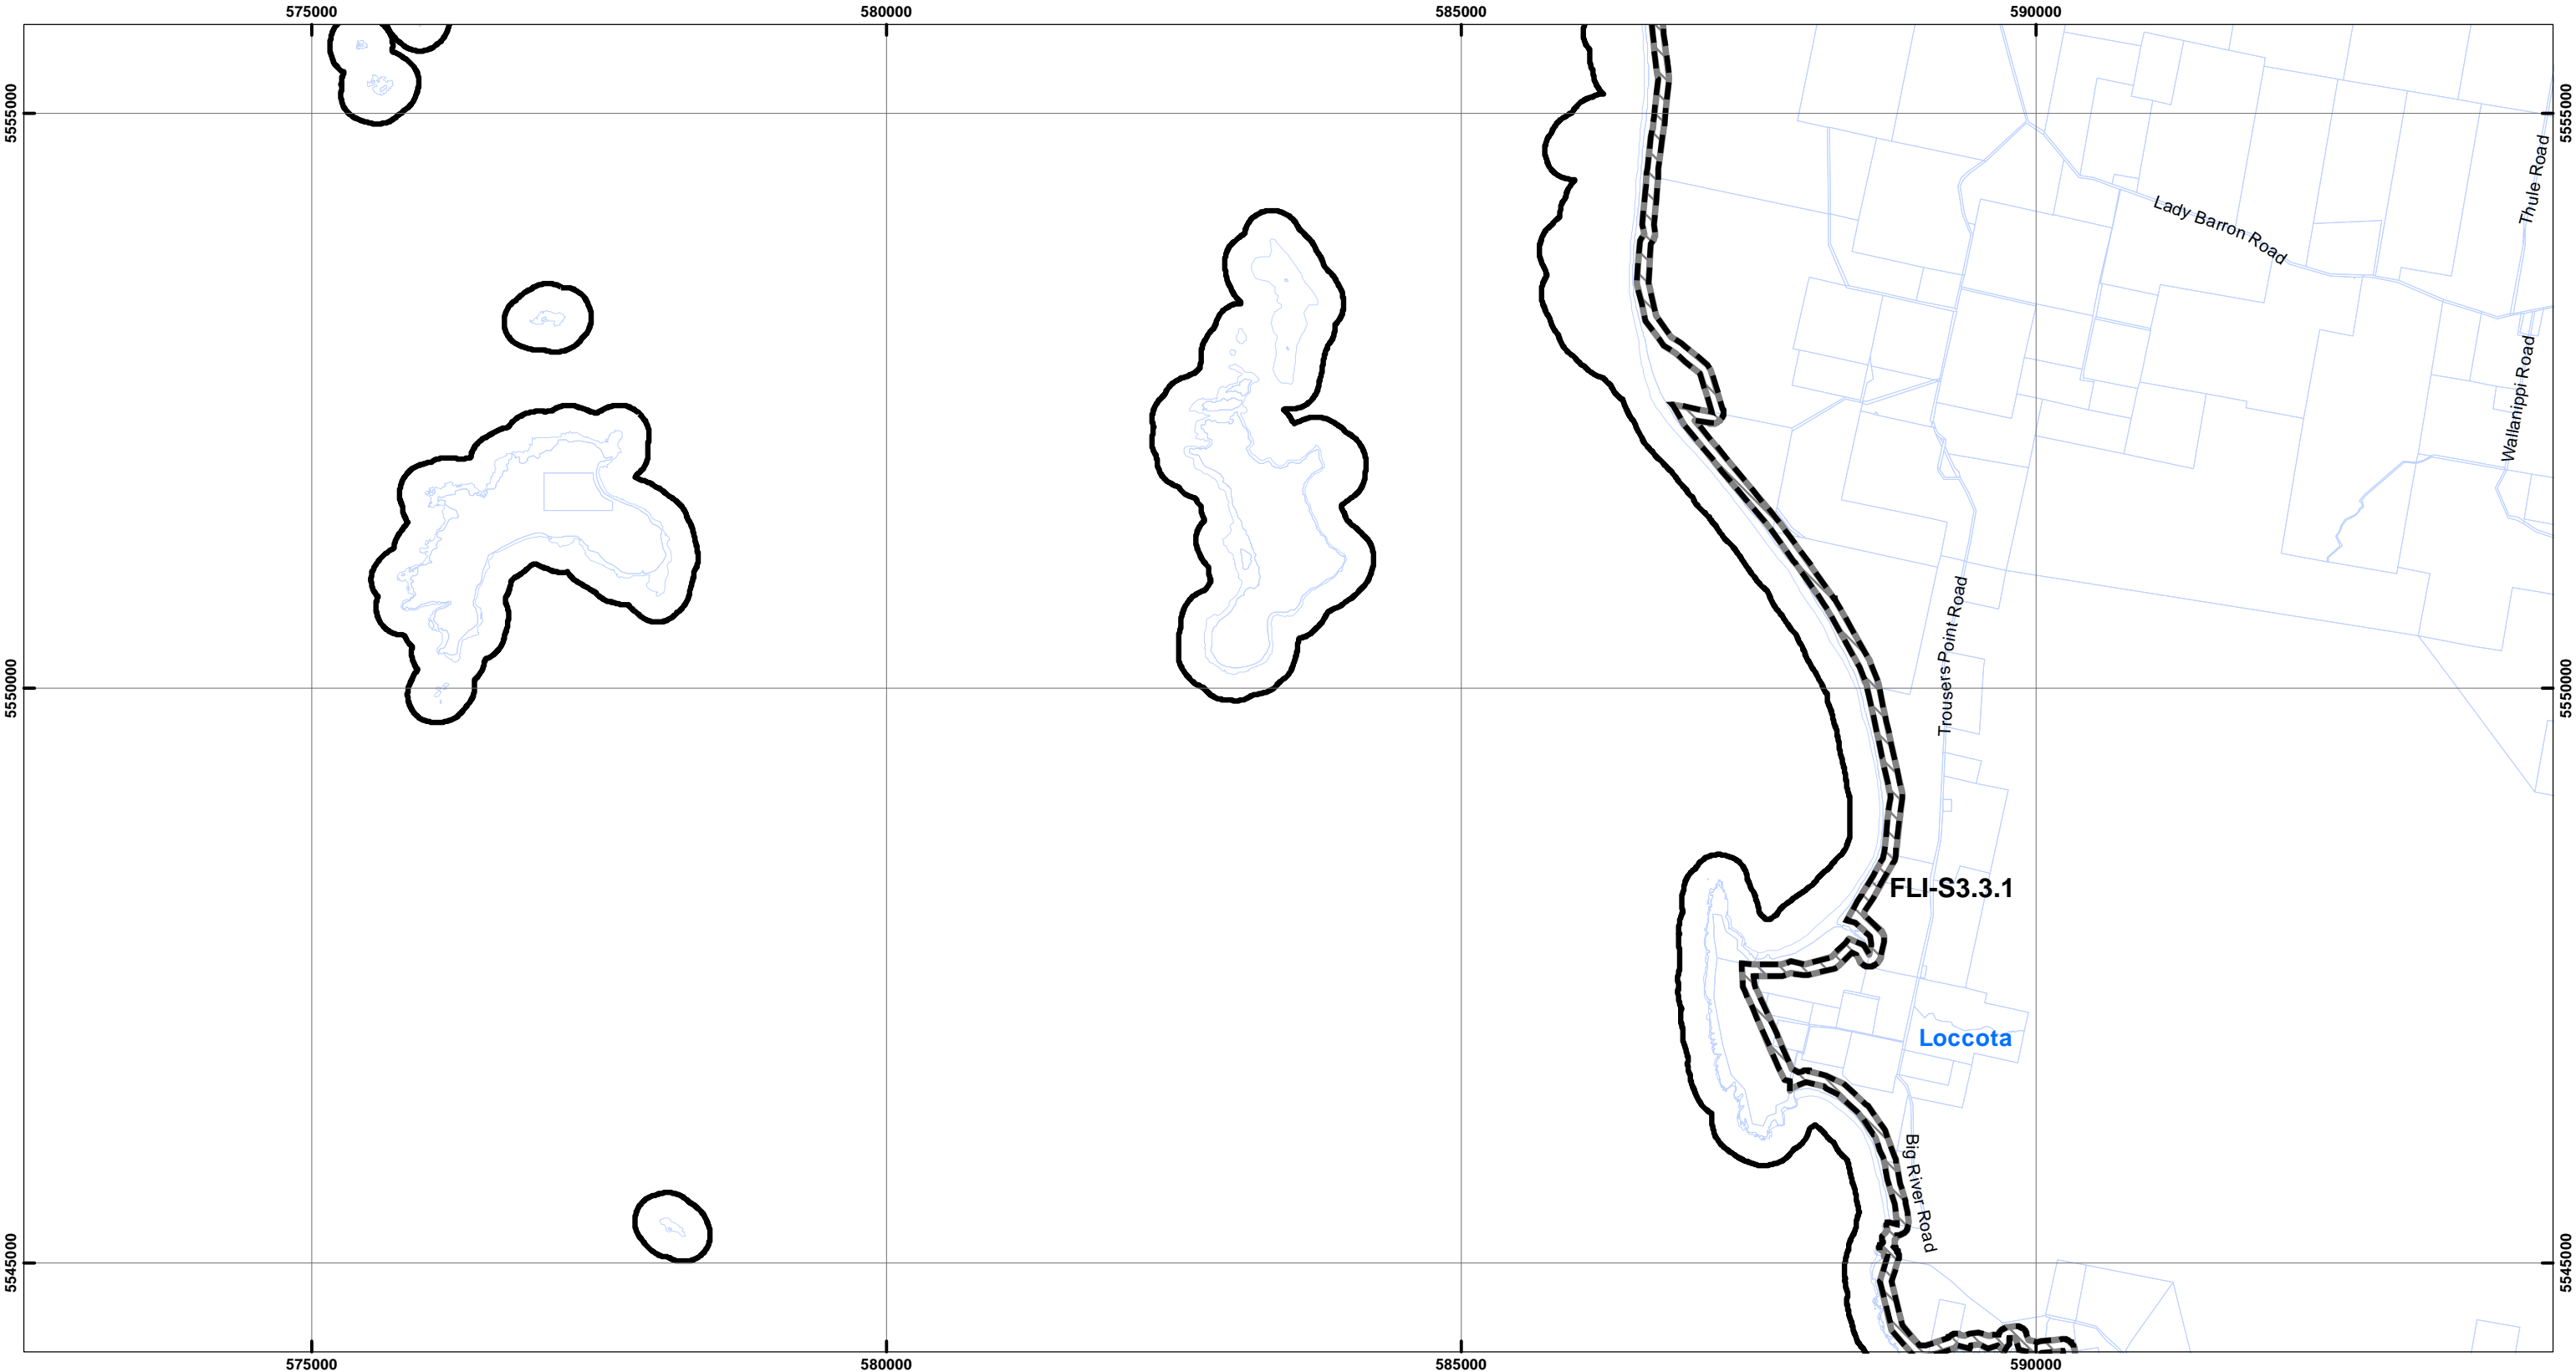 575000 580000 585000 590000
5555000 5555000
Thule Road
Lady Barron Road
Wallanippi Road
Trousers Point Road
5550000 5550000
FLI-S3.3.1
Loccota
Big River Road
5545000 5545000
575000 580000 585000 590000